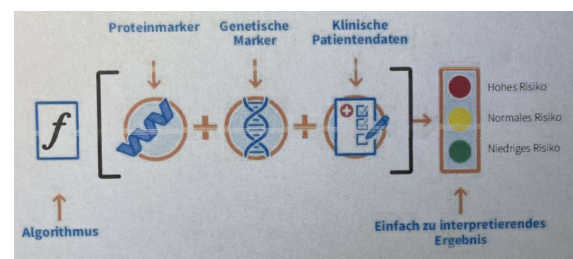 Proteinmarker
Genetische
Marker
Klinische
Patientendaten
f
Hohes Risiko
Normales Risiko
Niedriges Risiko
Algorithmus
Einfach zu interpretierendes
Ergebnis